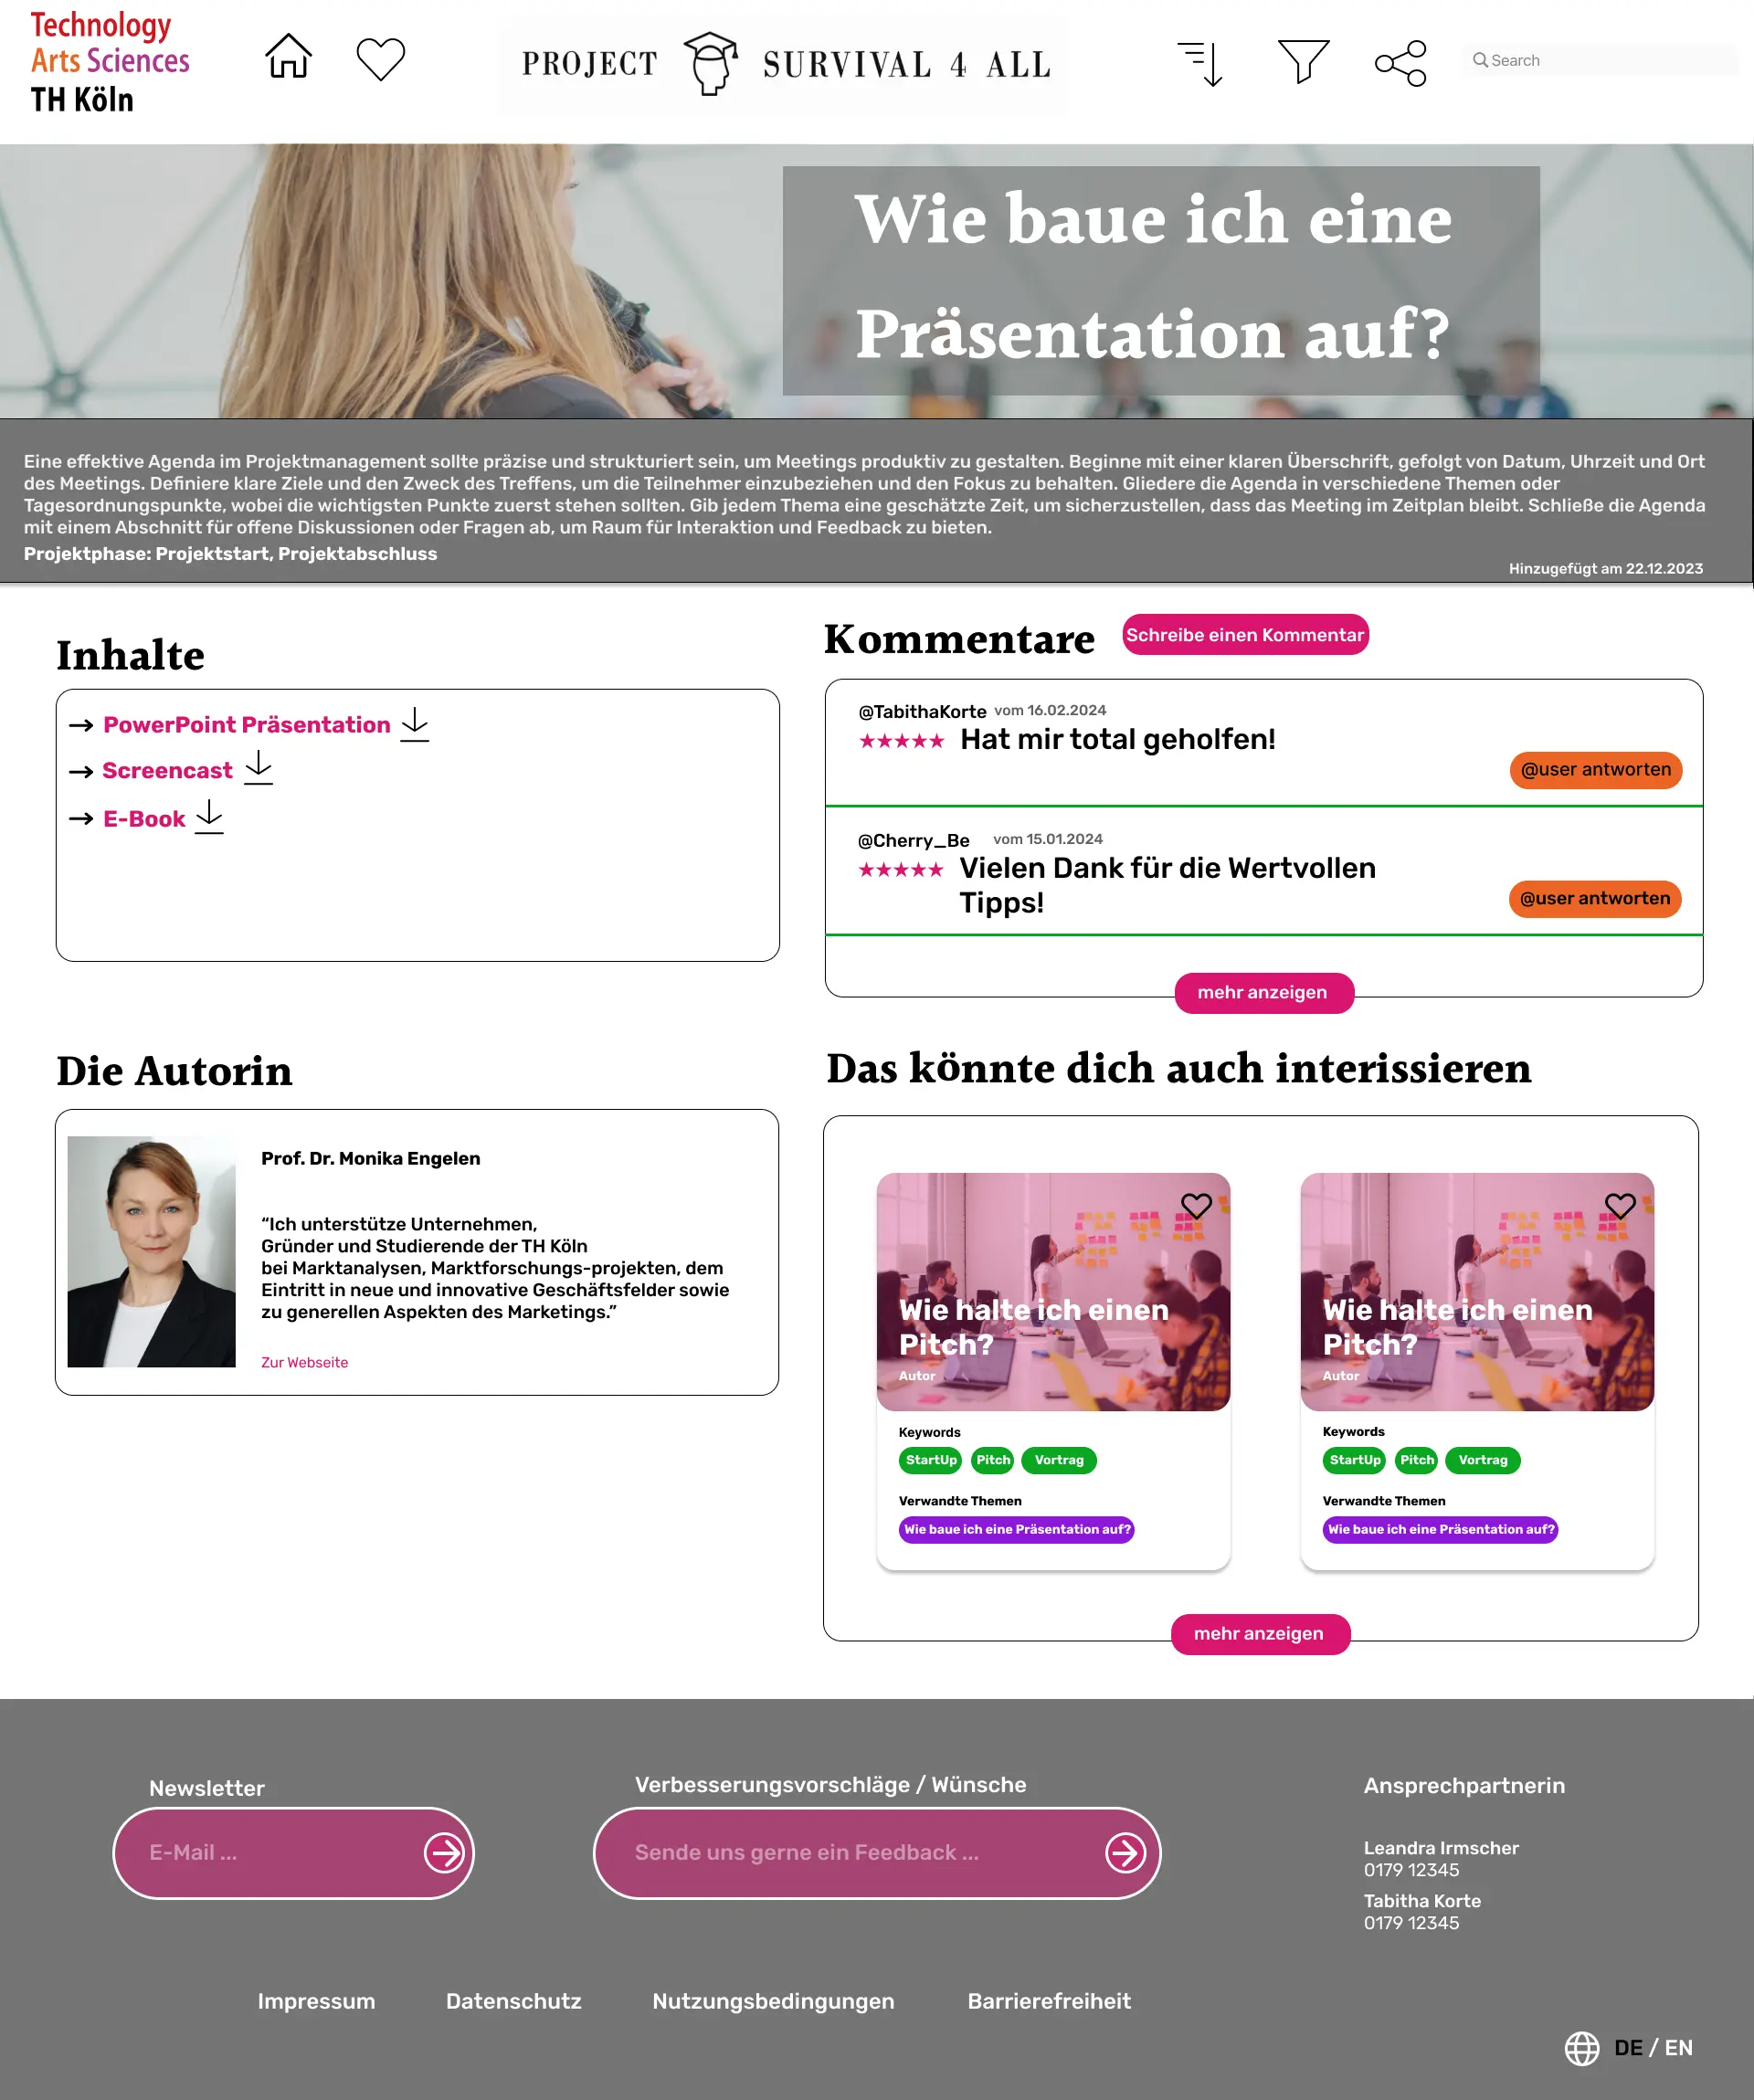 Technology
Arts Sciences
TH Köln
PROJECT SURVIVAL 4 ALL
Search
Wie baue ich eine
Präsentation auf?
Eine effektive Agenda im Projektmanagement sollte präzise und strukturiert sein, um Meetings produktiv zu gestalten. Beginne mit einer klaren Überschrift, gefolgt von Datum, Uhrzeit und Ort
des Meetings. Definiere klare Ziele und den Zweck des Treffens, um die Teilnehmer einzubeziehen und den Fokus zu behalten. Gliedere die Agenda in verschiedene Themen oder
Tagesordnungspunkte, wobei die wichtigsten Punkte zuerst stehen sollten. Gib jedem Thema eine geschätzte Zeit, um sicherzustellen, dass das Meeting im Zeitplan bleibt. Schließe die Agenda
mit einem Abschnitt für offene Diskussionen oder Fragen ab, um Raum für Interaktion und Feedback zu bieten.
Projektphase: Projektstart, Projektabschluss
Hinzugefügt am 22.12.2023
Inhalte
PowerPoint Präsentation
Screencast
E-Book
Kommentare
Schreibe einen Kommentar
@TabithaKorte vom 16.02.2024
Hat mir total geholfen!
@user antworten
@Cherry_Be vom 15.01.2024
Vielen Dank für die Wertvollen
Tipps!
@user antworten
mehr anzeigen
Die Autorin
Prof. Dr. Monika Engelen
“Ich unterstütze Unternehmen,
Gründer und Studierende der TH Köln
bei Marktanalysen, Marktforschungs-projekten, dem
Eintritt in neue und innovative Geschäftsfelder sowie
zu generellen Aspekten des Marketings.”
Zur Webseite
Das könnte dich auch interissieren
Wie halte ich einen
Pitch?
Autor
Keywords
StartUp Pitch Vortrag
Verwandte Themen
Wie baue ich eine Präsentation auf?
Wie halte ich einen
Pitch?
Autor
Keywords
StartUp Pitch Vortrag
Verwandte Themen
Wie baue ich eine Präsentation auf?
mehr anzeigen
Newsletter
E-Mail ...
Verbesserungsvorschläge / Wünsche
Sende uns gerne ein Feedback ...
Ansprechpartnerin
Leandra Irmscher
0179 12345
Tabitha Korte
0179 12345
Impressum Datenschutz Nutzungsbedingungen Barrierefreiheit
DE / EN